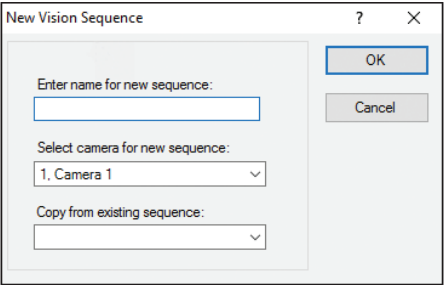 New Vision Sequence
?
OK
Enter name for new sequence:
Cancel
Select camera for new sequence:
1, Camera 1
Copy from existing sequence: